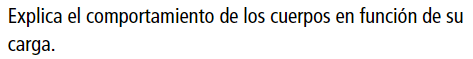 Explica el comportamiento de los cuerpos en función de su
carga.